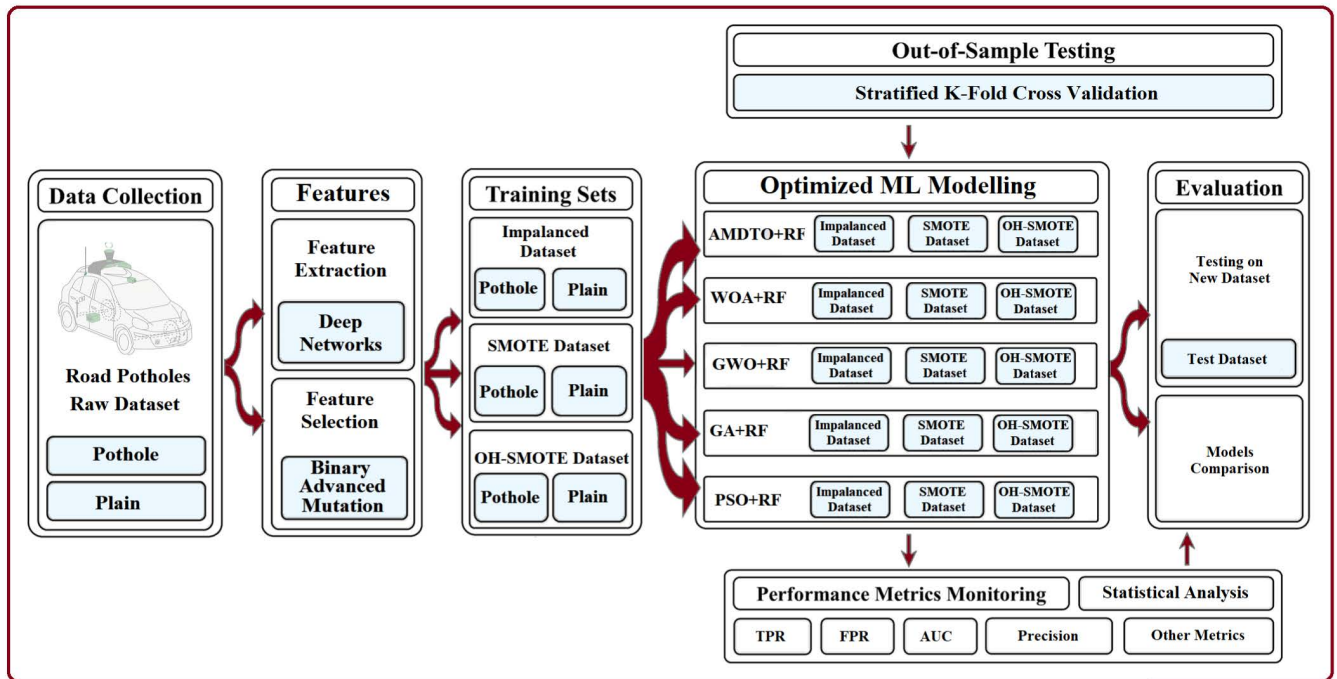 Out-of-Sample Testing
Stratified K-Fold Cross Validation
Data Collection
Road Potholes
Raw Dataset
Pothole
Plain
Features
Feature
Extraction
Deep
Networks
Feature
Selection
Binary
Advanced
Mutation
Training Sets
Impalanced
Dataset
Pothole
Plain
SMOTE Dataset
Pothole
Plain
OH-SMOTE Dataset
Pothole
Plain
Optimized ML Modelling
AMDTO+RF
Impalanced
Dataset
SMOTE
Dataset
OH-SMOTE
Dataset
WOA+RF
Impalanced
Dataset
SMOTE
Dataset
OH-SMOTE
Dataset
GWO+RF
Impalanced
Dataset
SMOTE
Dataset
OH-SMOTE
Dataset
GA+RF
Impalanced
Dataset
SMOTE
Dataset
OH-SMOTE
Dataset
PSO+RF
Impalanced
Dataset
SMOTE
Dataset
OH-SMOTE
Dataset
Evaluation
Testing on
New Dataset
Test Dataset
Models
Comparison
Performance Metrics Monitoring
Statistical Analysis
TPR
FPR
AUC
Precision
Other Metrics